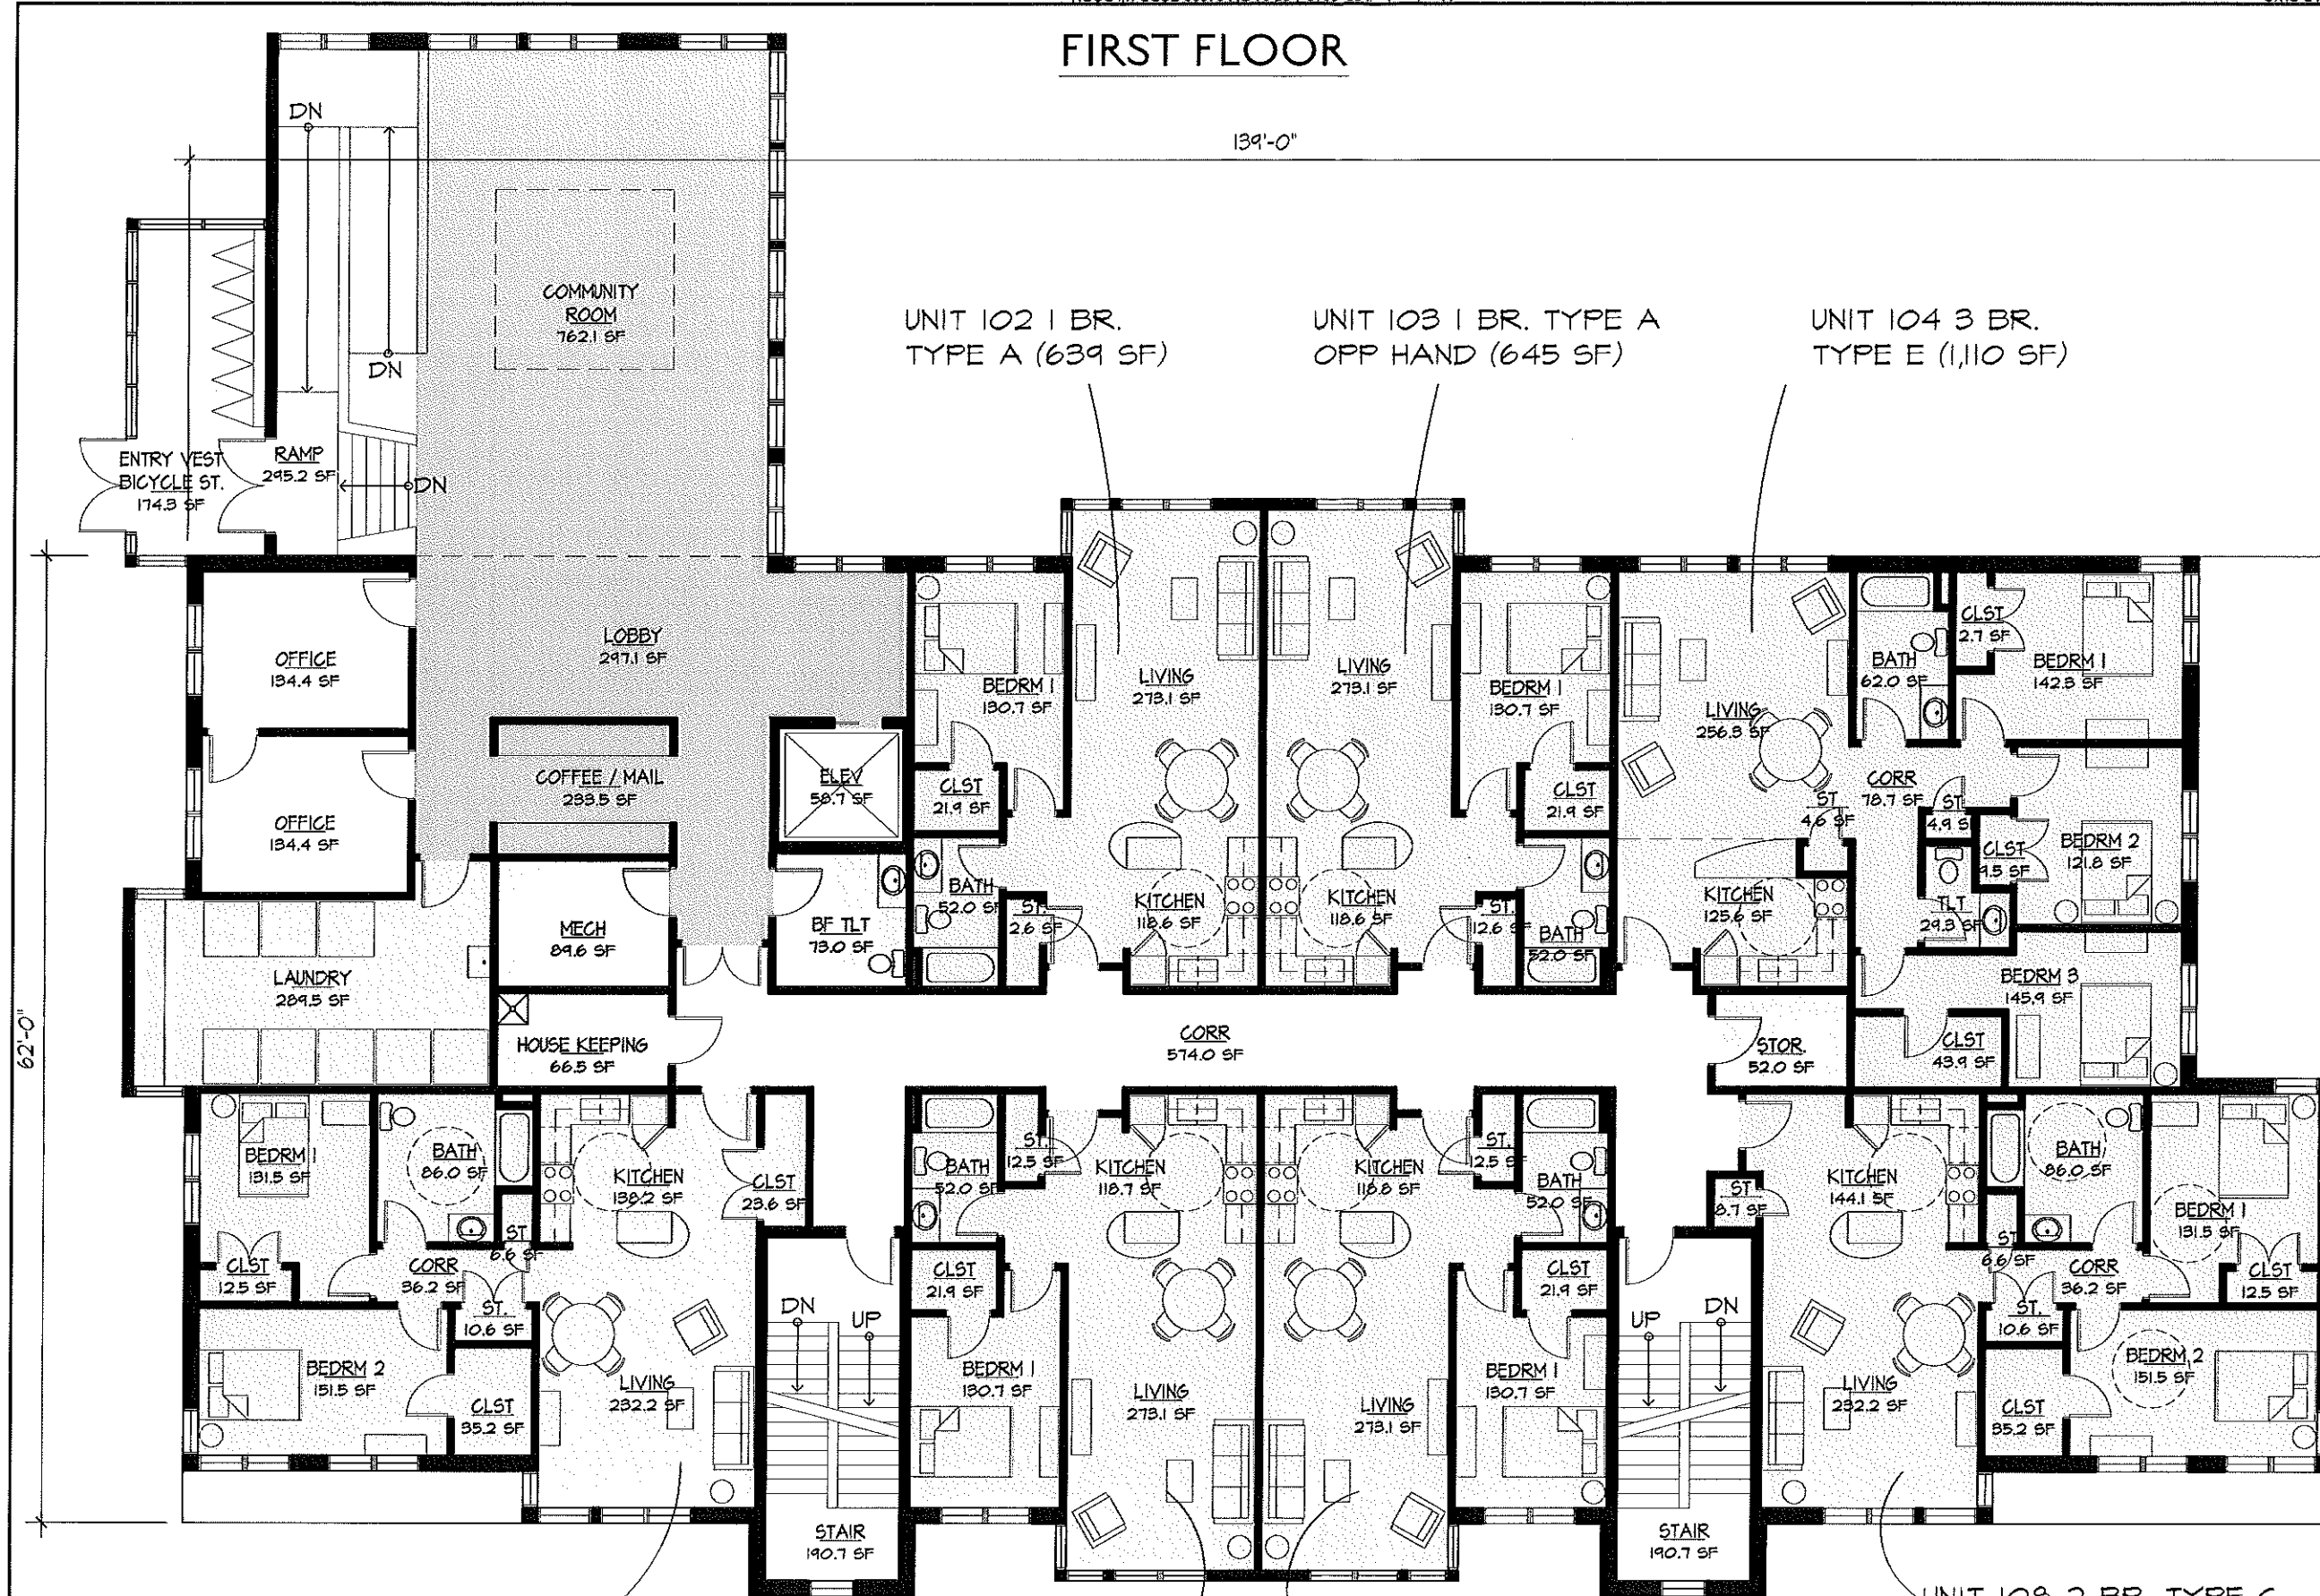 FIRST FLOOR
139'-0"
62'-0"
DN
DN
DN
COMMUNITY
ROOM
762.1 SF
ENTRY VEST
BICYCLE ST.
174.3 SF
RAMP
295.2 SF
UNIT 102 1 BR.
TYPE A (639 SF)
UNIT 103 1 BR. TYPE A
OPP HAND (645 SF)
UNIT 104 3 BR.
TYPE E (1,110 SF)
OFFICE
134.4 SF
OFFICE
134.4 SF
LOBBY
297.1 SF
COFFEE / MAIL
233.5 SF
ELEV
MECH
89.6 SF
BF TLT
73.0 SF
LAUNDRY
289.5 SF
HOUSE KEEPING
66.5 SF
BEDRM 1
130.7 SF
CLST
21.9 SF
BATH
52.0 SF
ST.
LIVING
273.1 SF
KITCHEN
118.6 SF
LIVING
273.1 SF
KITCHEN
118.6 SF
BEDRM 1
130.7 SF
CLST
21.9 SF
ST.
12.6 SF
BATH
52.0 SF
LIVING
256.3 SF
KITCHEN
125.6 SF
ST
4.6 SF
BATH
62.0 SF
CLST
2.7 SF
BEDRM 1
142.3 SF
CORR
78.7 SF
ST
4.9 S
CLST
9.5 SF
BEDRM 2
121.8 SF
TLT
29.3 SF
BEDRM 3
145.9 SF
CLST
43.9 SF
CORR
574.0 SF
STOR.
52.0 SF
BEDRM 1
131.5 SF
BATH
86.0 SF
KITCHEN
138.2 SF
CLST
23.6 SF
CLST
12.5 SF
CORR
36.2 SF
ST
6.6 SF
ST.
10.6 SF
BEDRM 2
151.5 SF
CLST
35.2 SF
LIVING
232.2 SF
DN
UP
STAIR
190.7 SF
BATH
52.0 SF
ST.
12.5 SF
KITCHEN
118.7 SF
CLST
21.9 SF
BEDRM 1
130.7 SF
LIVING
273.1 SF
KITCHEN
118.8 SF
ST.
12.5 SF
BATH
52.0 SF
CLST
21.9 SF
BEDRM 1
130.7 SF
LIVING
273.1 SF
UP
DN
STAIR
190.7 SF
ST
8.7 SF
KITCHEN
144.1 SF
BATH
86.0 SF
BEDRM 1
131.5 SF
ST
6.6 SF
CORR
36.2 SF
CLST
12.5 SF
ST.
10.6 SF
BEDRM 2
151.5 SF
CLST
35.2 SF
LIVING
232.2 SF
UNIT 108 2 BR. TYPE C